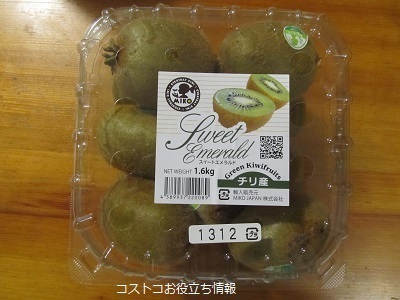 MIKO
Sweet
Emerald
スイートエメラルド
NET WEIGHT 1.6kg
Green Kiwifruits
チリ産
輸入販売元
MIKO JAPAN 株式会社
1312
コストコお役立ち情報